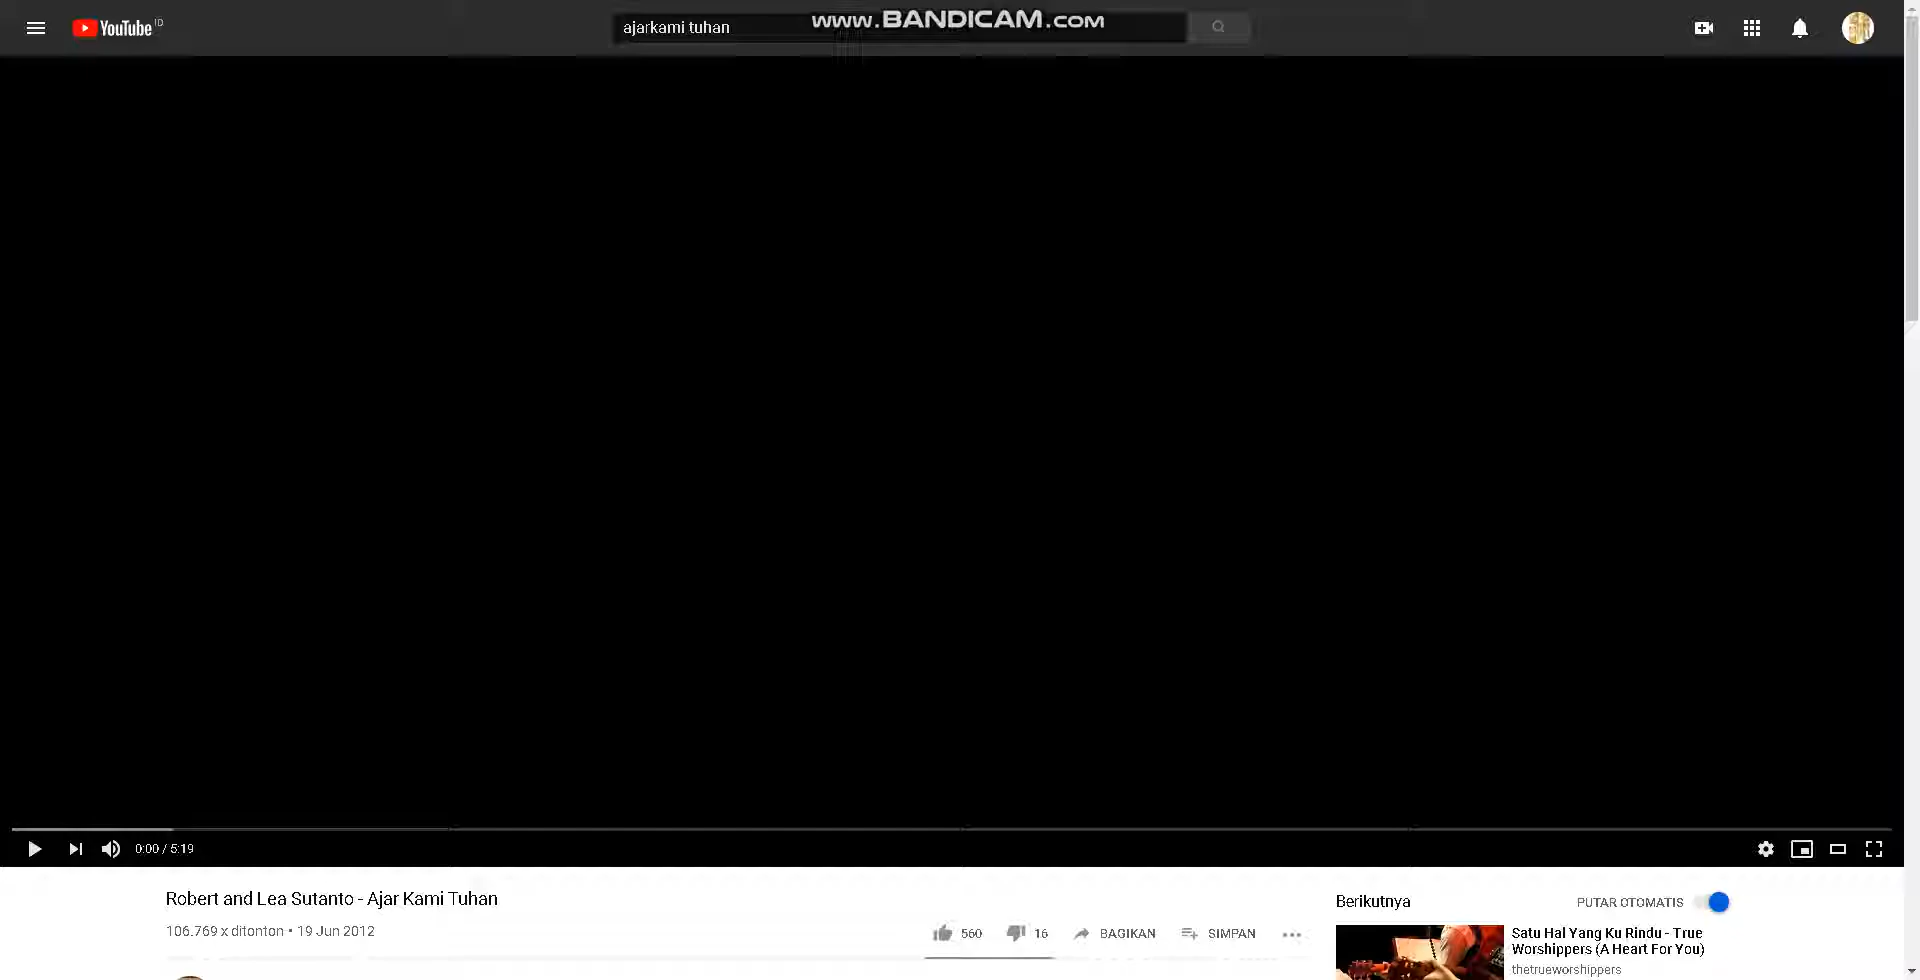 YouTube ID
ajarkami tuhan
www.BANDICAM.com
0:00 / 5:19
Robert and Lea Sutanto - Ajar Kami Tuhan
106.769 x ditonton • 19 Jun 2012
560
16
BAGIKAN
SIMPAN
Berikutnya
PUTAR OTOMATIS
Satu Hal Yang Ku Rindu - True
Worshippers (A Heart For You)
thetrueworshippers